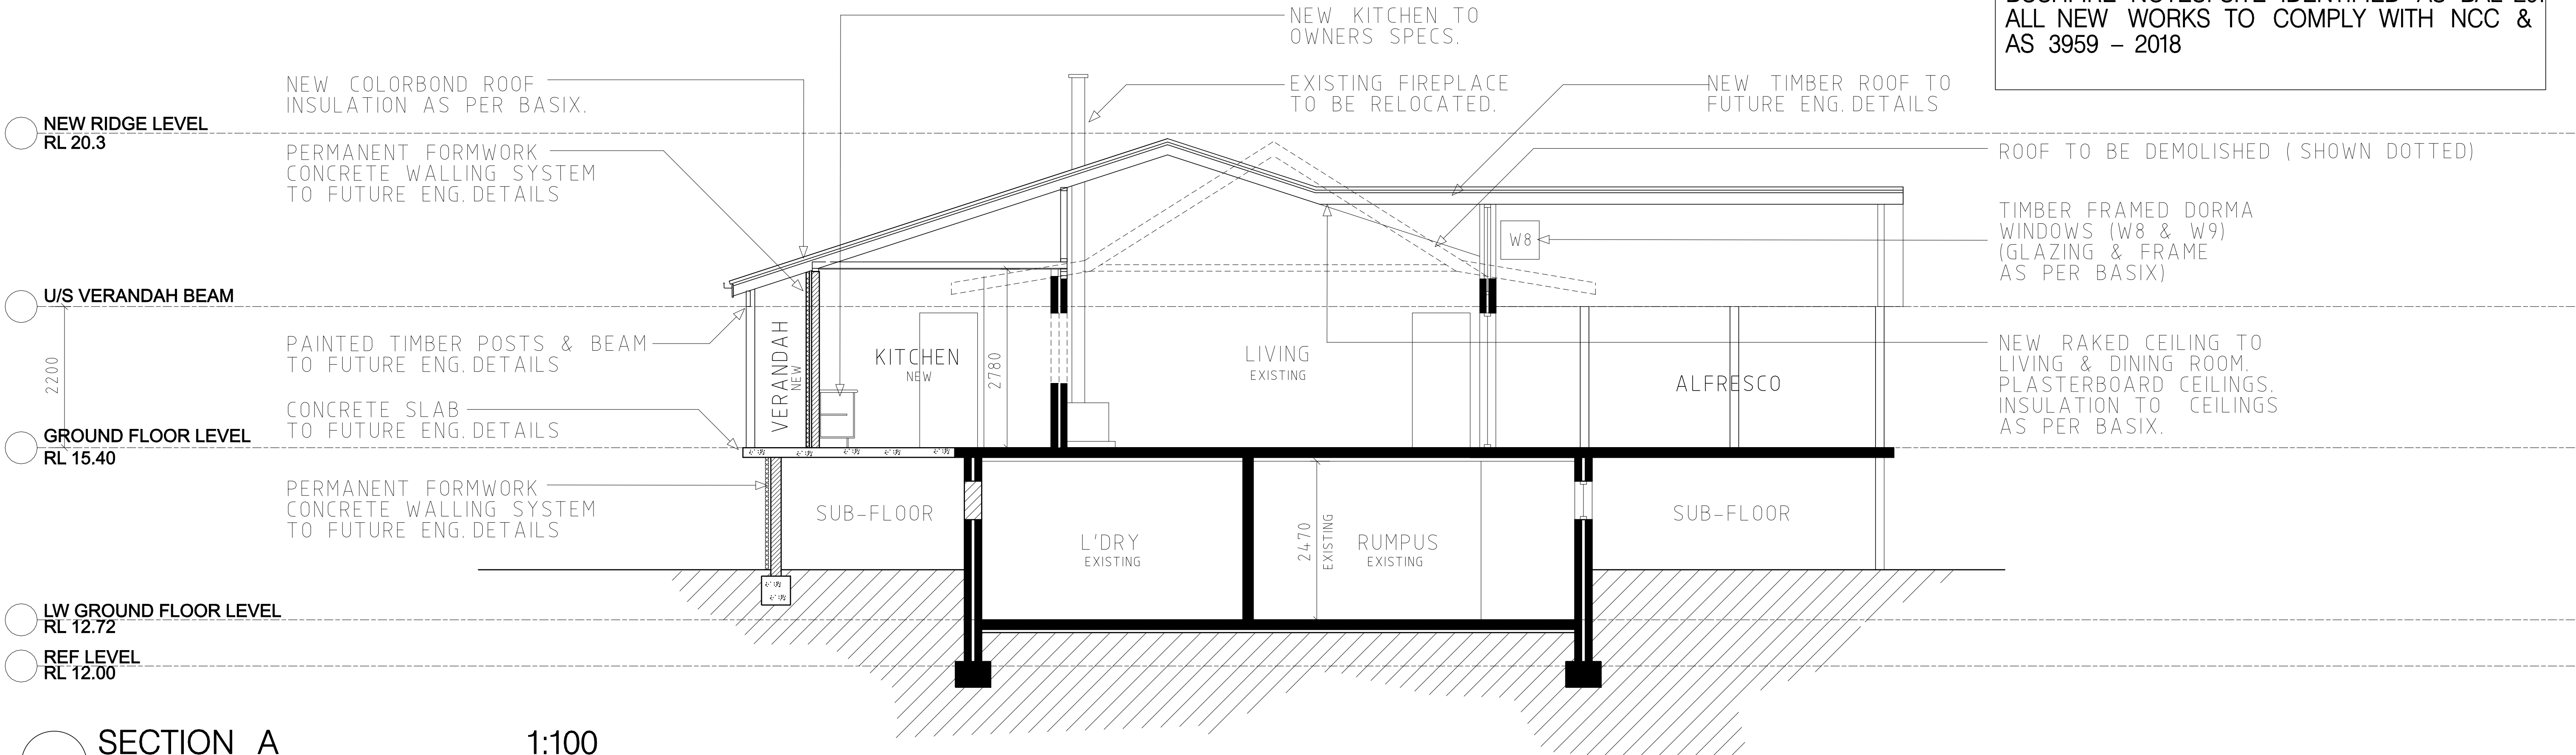 NEW KITCHEN TO
OWNERS SPECS.
ALL NEW WORKS TO COMPLY WITH NCC &
AS 3959 – 2018
NEW COLORBOND ROOF
INSULATION AS PER BASIX.
EXISTING FIREPLACE
TO BE RELOCATED.
NEW TIMBER ROOF TO
FUTURE ENG. DETAILS
NEW RIDGE LEVEL
RL 20.3
PERMANENT FORMWORK
CONCRETE WALLING SYSTEM
TO FUTURE ENG. DETAILS
ROOF TO BE DEMOLISHED ( SHOWN DOTTED)
TIMBER FRAMED DORMA
WINDOWS (W8 & W9)
(GLAZING & FRAME
AS PER BASIX)
W8
U/S VERANDAH BEAM
2200
PAINTED TIMBER POSTS & BEAM
TO FUTURE ENG. DETAILS
VERANDAH
NEW
KITCHEN
NEW
2780
LIVING
EXISTING
ALFRESCO
NEW RAKED CEILING TO
LIVING & DINING ROOM.
PLASTERBOARD CEILINGS.
INSULATION TO CEILINGS
AS PER BASIX.
CONCRETE SLAB
TO FUTURE ENG. DETAILS
GROUND FLOOR LEVEL
RL 15.40
PERMANENT FORMWORK
CONCRETE WALLING SYSTEM
TO FUTURE ENG. DETAILS
SUB-FLOOR
L'DRY
EXISTING
2470
EXISTING
RUMPUS
EXISTING
SUB-FLOOR
LW GROUND FLOOR LEVEL
RL 12.72
REF LEVEL
RL 12.00
SECTION A
1:100